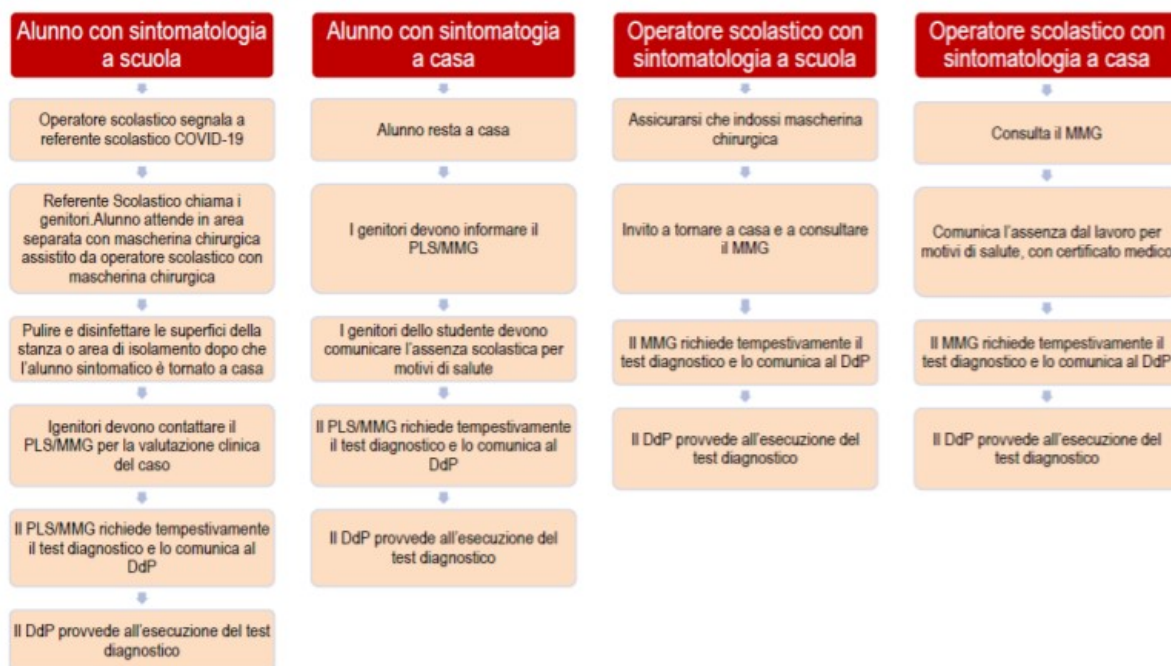 Alunno con sintomatologia
a scuola
Operatore scolastico segnala a
referente scolastico COVID-19
Referente Scolastico chiama i
genitori.Alunno attende in area
separata con mascherina chirurgica
assistito da operatore scolastico con
mascherina chirurgica
Pulire e disinfettare le superfici della
stanza o area di isolamento dopo che
l'alunno sintomatico è tornato a casa
Igenitori devono contattare il
PLS/MMG per la valutazione clinica
del caso
Il PLS/MMG richiede tempestivamente
il test diagnostico e lo comunica al
DdP
Il DdP provvede all'esecuzione del test
diagnostico
Alunno con sintomatogia
a casa
Alunno resta a casa
I genitori devono informare il
PLS/MMG
I genitori dello studente devono
comunicare l'assenza scolastica per
motivi di salute
Il PLS/MMG richiede tempestivamente
il test diagnostico e lo comunica al
DdP
Il DdP provvede all'esecuzione del
test diagnostico
Operatore scolastico con
sintomatologia a scuola
Assicurarsi che indossi mascherina
chirurgica
Invito a tornare a casa e a consultare
il MMG
Il MMG richiede tempestivamente il
test diagnostico e lo comunica al DdP
Il DdP provvede all'esecuzione del
test diagnostico
Operatore scolastico con
sintomatologia a casa
Consulta il MMG
Comunica l'assenza dal lavoro per
motivi di salute, con certificato medico
Il MMG richiede tempestivamente il
test diagnostico e lo comunica al DdP
Il DdP provvede all'esecuzione del
test diagnostico